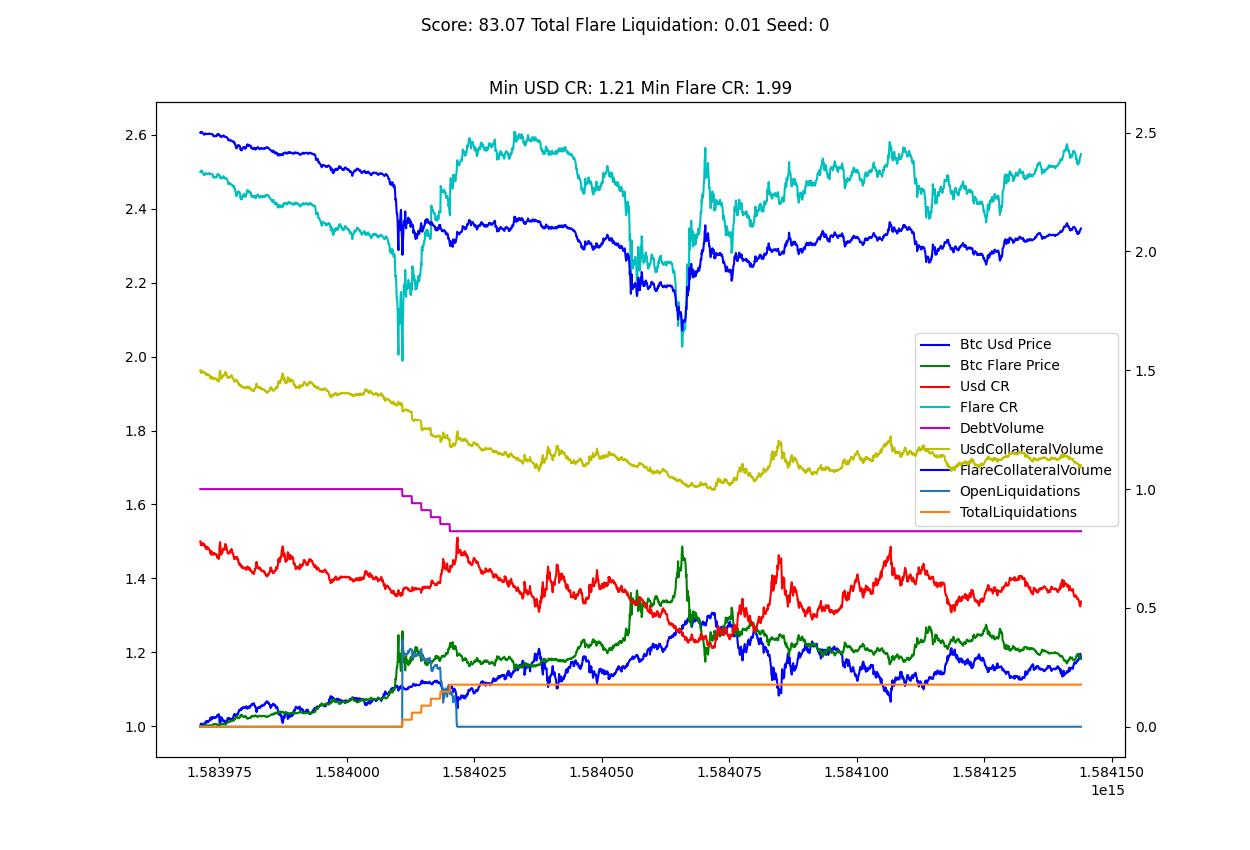 Score: 83.07 Total Flare Liquidation: 0.01 Seed: 0
Min USD CR: 1.21 Min Flare CR: 1.99
2.6
2.4
2.2
2.0
1.8
1.6
1.4
1.2
1.0
2.5
2.0
1.5
1.0
0.5
0.0
Btc Usd Price
Btc Flare Price
Usd CR
Flare CR
DebtVolume
UsdCollateralVolume
FlareCollateralVolume
OpenLiquidations
TotalLiquidations
1.583975 1.584000 1.584025 1.584050 1.584075 1.584100 1.584125 1.584150
1e15